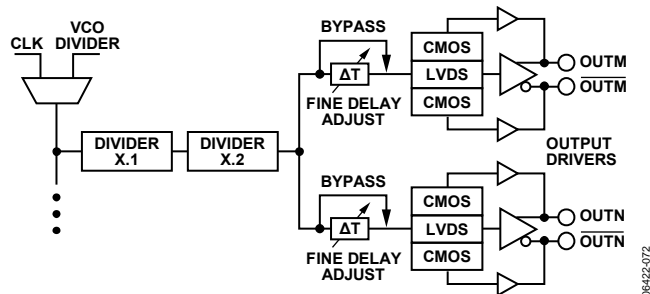 VCO
CLK DIVIDER
DIVIDER
X.1
DIVIDER
X.2
BYPASS
ΔT
FINE DELAY
ADJUST
CMOS
LVDS
CMOS
OUTM
OUTM
OUTPUT
DRIVERS
BYPASS
ΔT
FINE DELAY
ADJUST
CMOS
LVDS
CMOS
OUTN
OUTN
06422-072